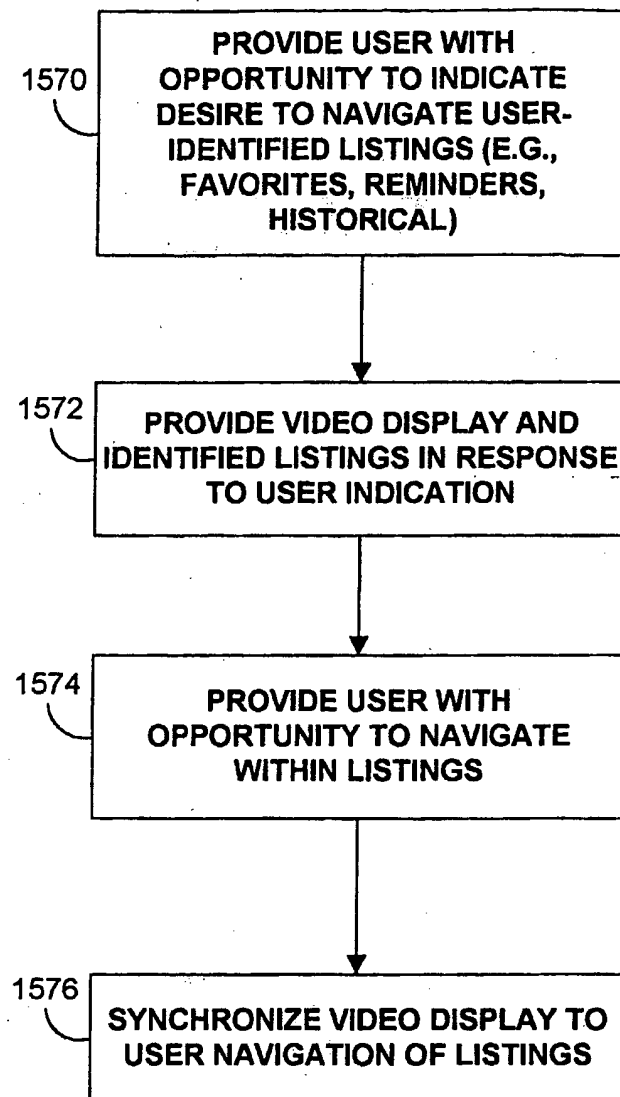 1570
PROVIDE USER WITH
OPPORTUNITY TO INDICATE
DESIRE TO NAVIGATE USER-
IDENTIFIED LISTINGS (E.G.,
FAVORITES, REMINDERS,
HISTORICAL)
1572
PROVIDE VIDEO DISPLAY AND
IDENTIFIED LISTINGS IN RESPONSE
TO USER INDICATION
1574
PROVIDE USER WITH
OPPORTUNITY TO NAVIGATE
WITHIN LISTINGS
1576
SYNCHRONIZE VIDEO DISPLAY TO
USER NAVIGATION OF LISTINGS